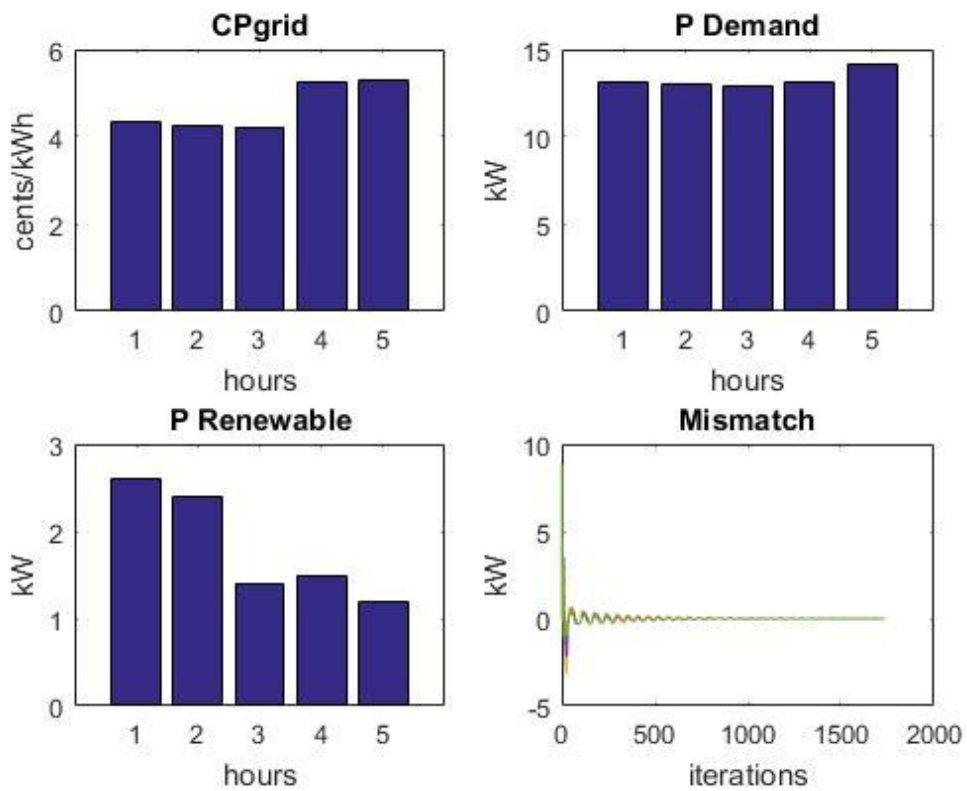 CPgrid
6
4
2
0
cents/kWh
1 2 3 4 5
hours
P Demand
15
10
5
0
kW
1 2 3 4 5
hours
P Renewable
3
2
1
0
kW
1 2 3 4 5
hours
Mismatch
10
5
0
-5
kW
0 500 1000 1500 2000
iterations